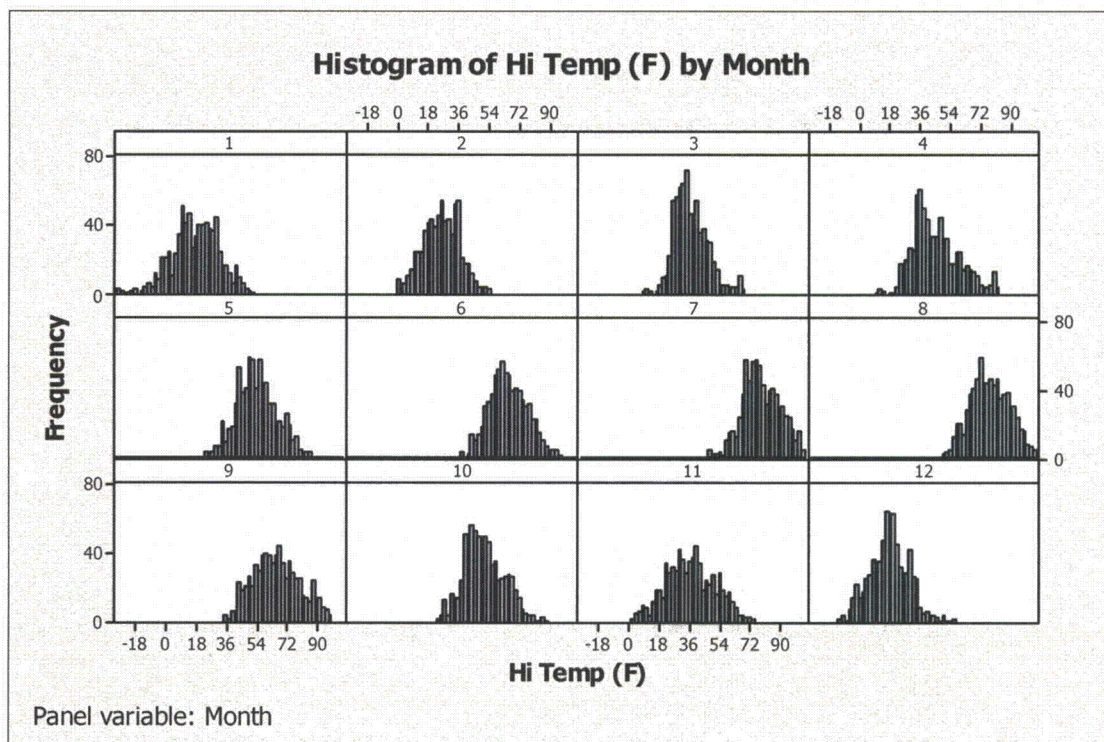 Histogram of Hi Temp (F) by Month
-18 0 18 36 54 72 90 -18 0 18 36 54 72 90
1 2 3 4
80
40
0
5 6 7 8
80
40
0
Frequency
9 10 11 12
80
40
0
-18 0 18 36 54 72 90 -18 0 18 36 54 72 90
Hi Temp (F)
Panel variable: Month